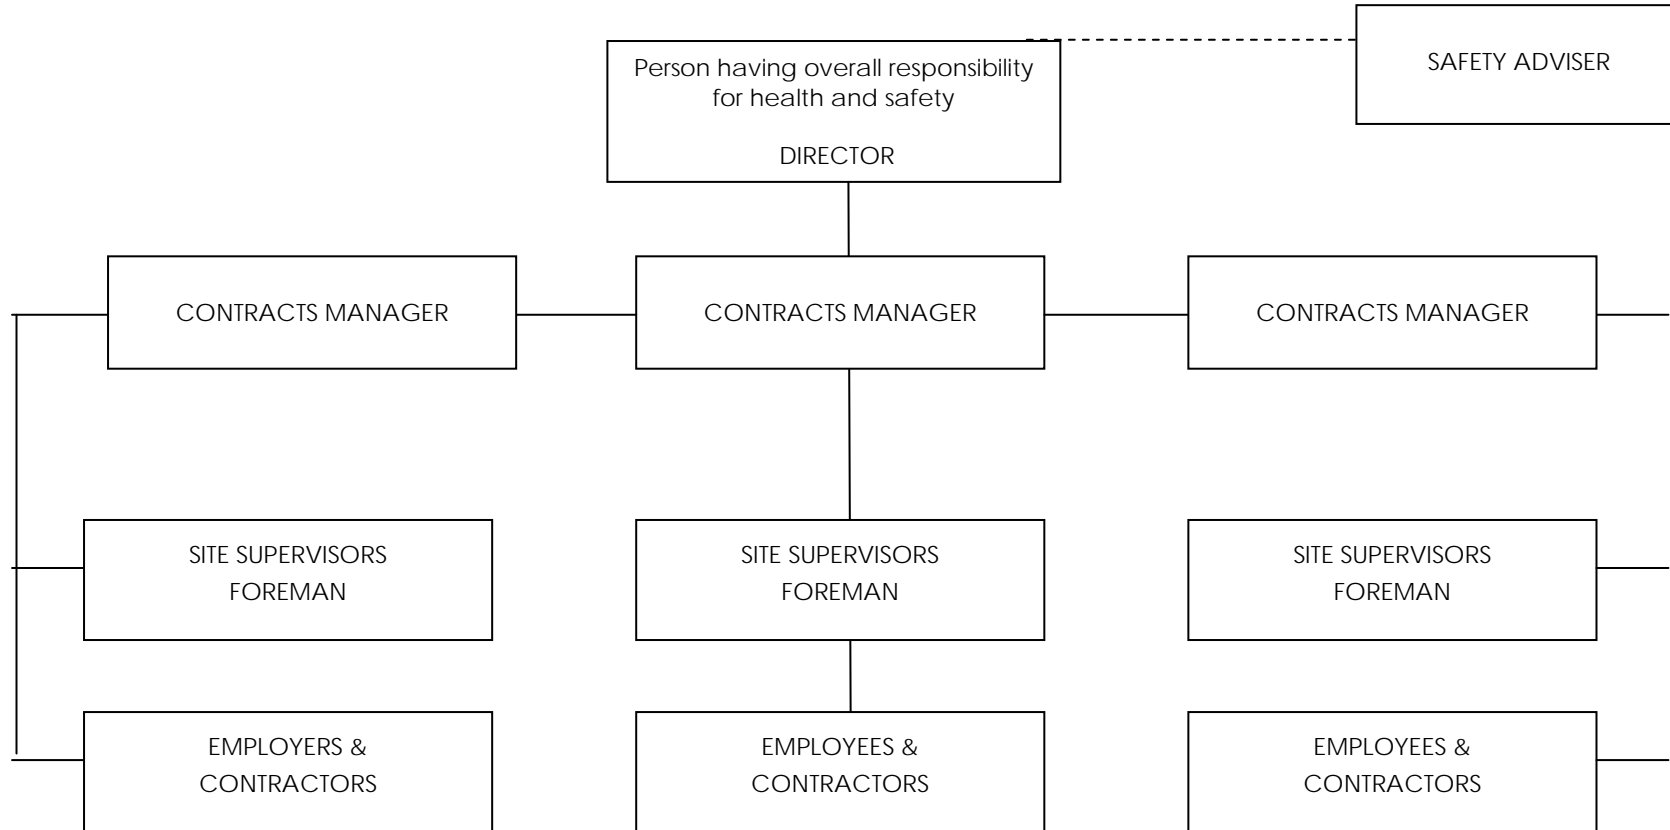 Person having overall responsibility
for health and safety
DIRECTOR
SAFETY ADVISER
CONTRACTS MANAGER
CONTRACTS MANAGER
CONTRACTS MANAGER
SITE SUPERVISORS
FOREMAN
SITE SUPERVISORS
FOREMAN
SITE SUPERVISORS
FOREMAN
EMPLOYERS &
CONTRACTORS
EMPLOYEES &
CONTRACTORS
EMPLOYEES &
CONTRACTORS